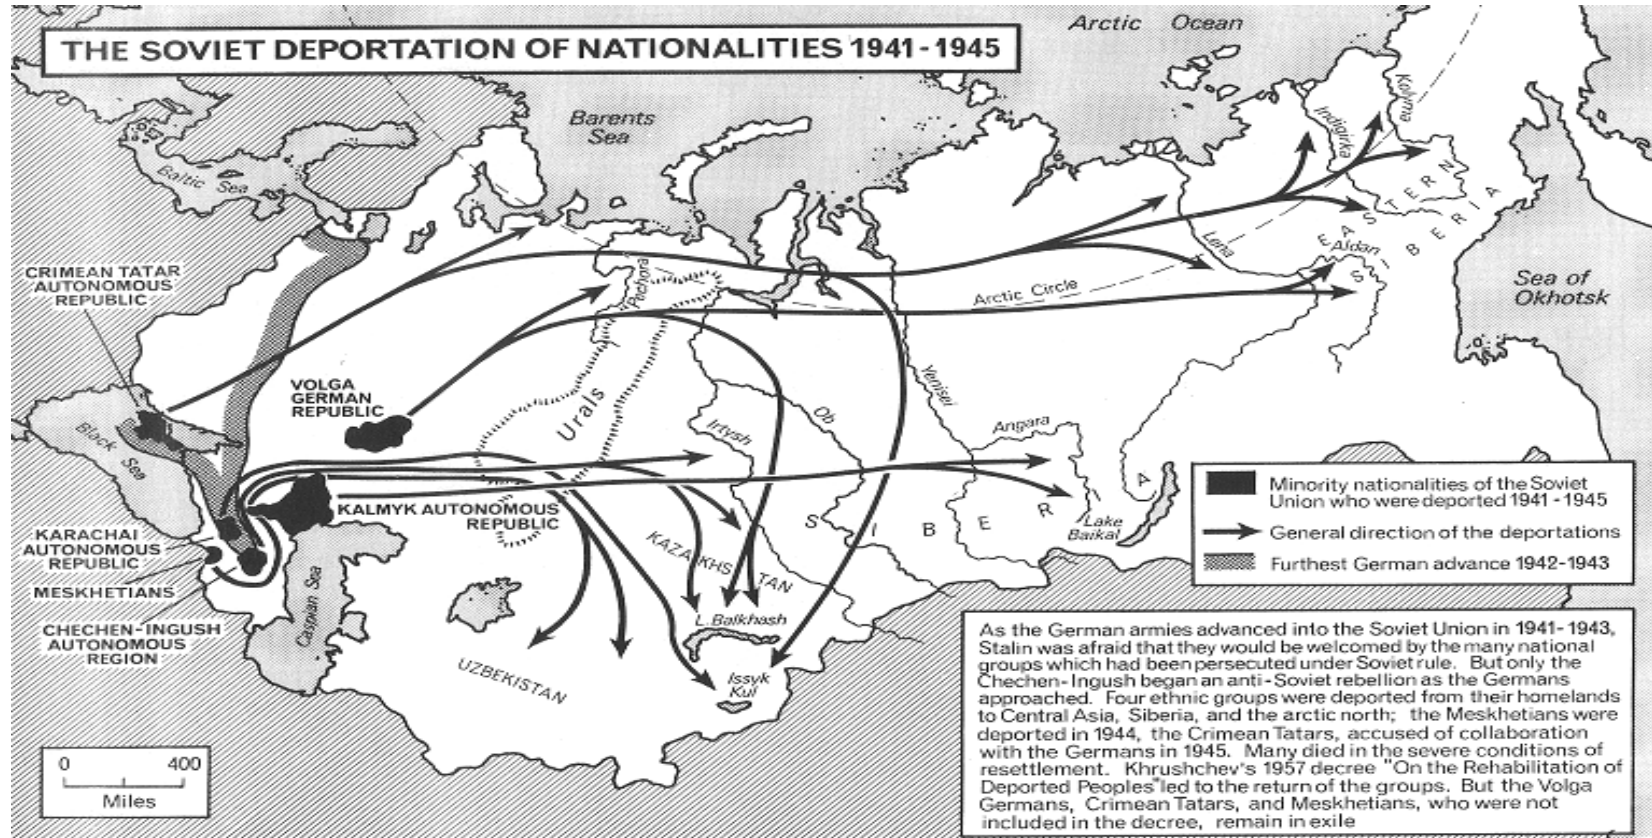 THE SOVIET DEPORTATION OF NATIONALITIES 1941-1945
Arctic Ocean
Barents
Sea
Baltic Sea
Kolyma
Indigirka
EASTERN
SIBERIA
Lena
Aldan
Sea of
Okhotsk
Arctic Circle
Pechora
CRIMEAN TATAR
AUTONOMOUS
REPUBLIC
VOLGA
GERMAN
REPUBLIC
Urals
Black Sea
Irtysh
Ob
Yenisei
Angara
SIBERIA
Lake
Baikal
KALMYK AUTONOMOUS
REPUBLIC
KARACHAI
AUTONOMOUS
REPUBLIC
MESKHETIANS
CHECHEN-INGUSH
AUTONOMOUS
REGION
Caspian Sea
KAZAKHSTAN
UZBEKISTAN
L. Balkhash
Issyk
Kul
0 400
Miles
Minority nationalities of the Soviet
Union who were deported 1941-1945
General direction of the deportations
Furthest German advance 1942-1943
As the German armies advanced into the Soviet Union in 1941-1943,
Stalin was afraid that they would be welcomed by the many national
groups which had been persecuted under Soviet rule. But only the
Chechen-Ingush began an anti-Soviet rebellion as the Germans
approached. Four ethnic groups were deported from their homelands
to Central Asia, Siberia, and the arctic north; the Meskhetians were
deported in 1944, the Crimean Tatars, accused of collaboration
with the Germans in 1945. Many died in the severe conditions of
resettlement. Khrushchev's 1957 decree "On the Rehabilitation of
Deported Peoples" led to the return of the groups. But the Volga
Germans, Crimean Tatars, and Meskhetians, who were not
included in the decree, remain in exile